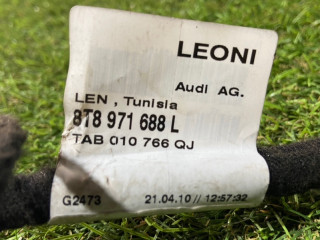 LEONI
Audi AG.
LEN , Tunisia
8T8 971 688 L
TAB 010 766 QJ
G2473 21.04.10 // 12:57:32